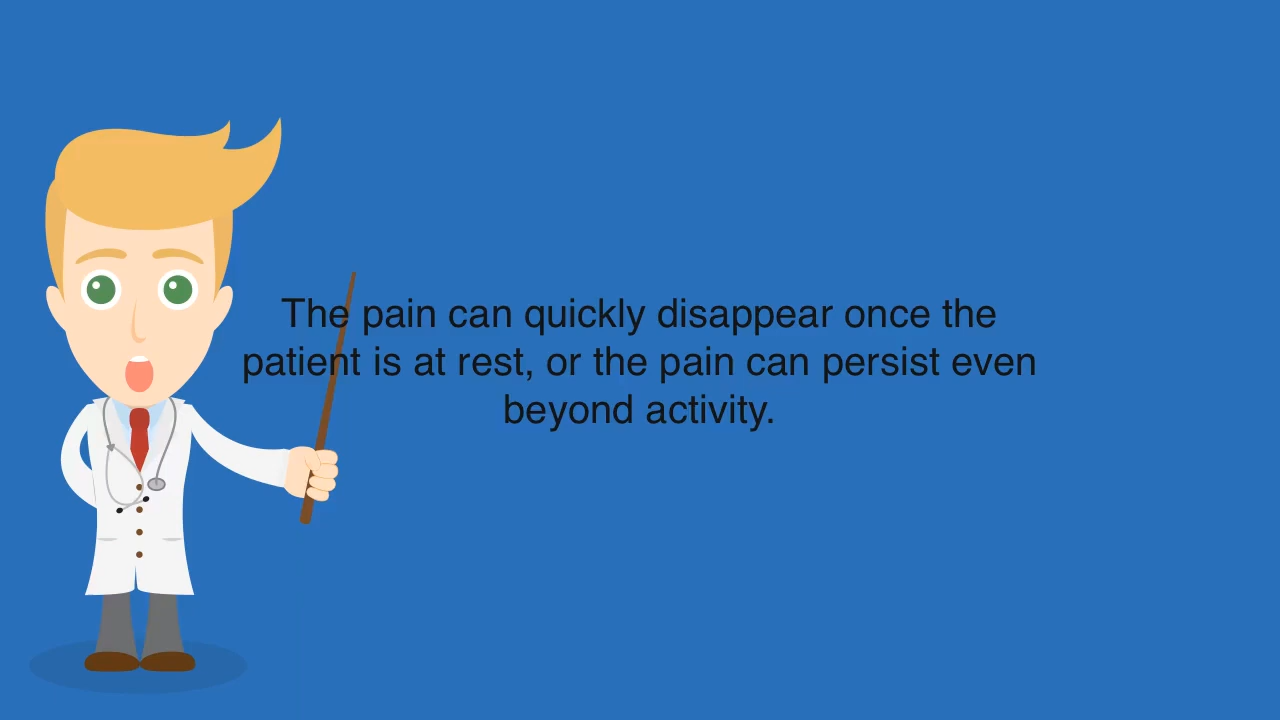 The pain can quickly disappear once the
patient is at rest, or the pain can persist even
beyond activity.